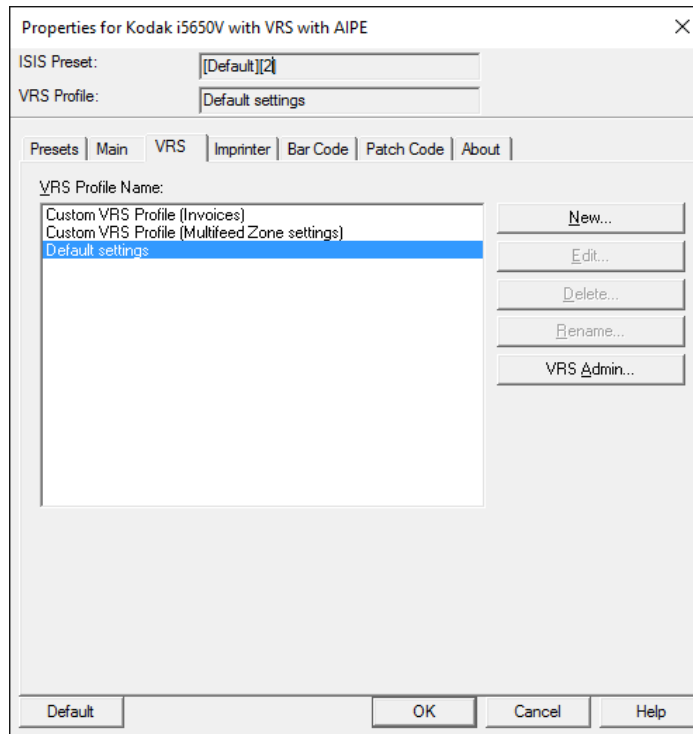 Properties for Kodak i5650V with VRS with AIPE
ISIS Preset:
[Default][2]
VRS Profile:
Default settings
Presets
Main
VRS
Imprinter
Bar Code
Patch Code
About
VRS Profile Name:
Custom VRS Profile (Invoices)
Custom VRS Profile (Multifeed Zone settings)
Default settings
New...
Edit...
Delete...
Rename...
VRS Admin...
Default
OK
Cancel
Help